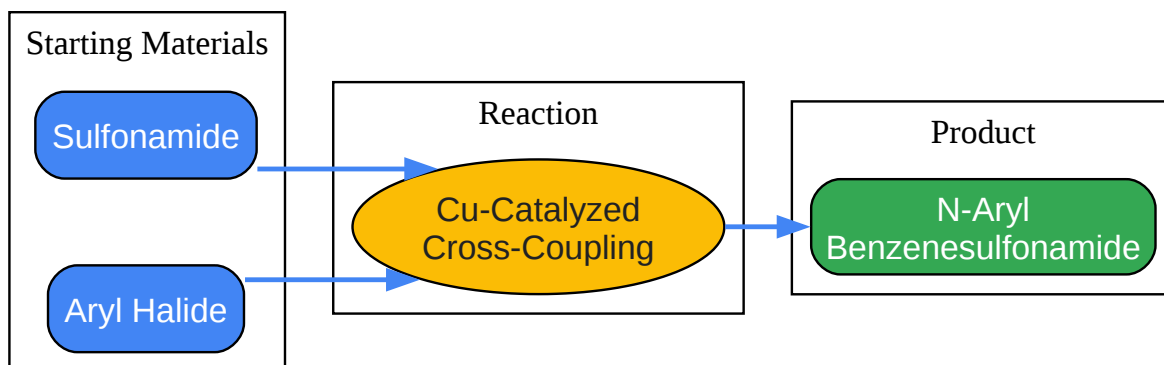 Starting Materials
Sulfonamide
Aryl Halide
Reaction
Cu-Catalyzed
Cross-Coupling
Product
N-Aryl
Benzenesulfonamide